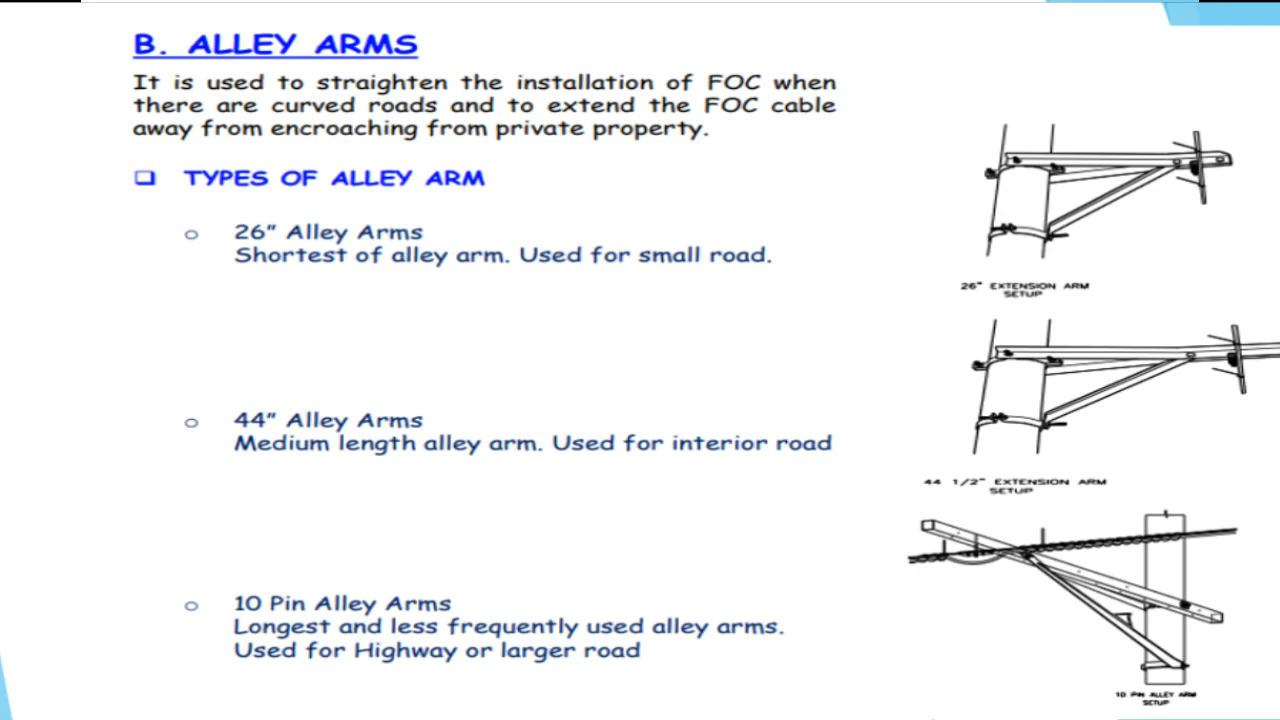 B. ALLEY ARMS
It is used to straighten the installation of FOC when
there are curved roads and to extend the FOC cable
away from encroaching from private property.
❑ TYPES OF ALLEY ARM
o 26” Alley Arms
Shortest of alley arm. Used for small road.
26" EXTENSION ARM
SETUP
o 44” Alley Arms
Medium length alley arm. Used for interior road
44 1/2" EXTENSION ARM
SETUP
o 10 Pin Alley Arms
Longest and less frequently used alley arms.
Used for Highway or larger road
10 PIN ALLEY ARM
SETUP